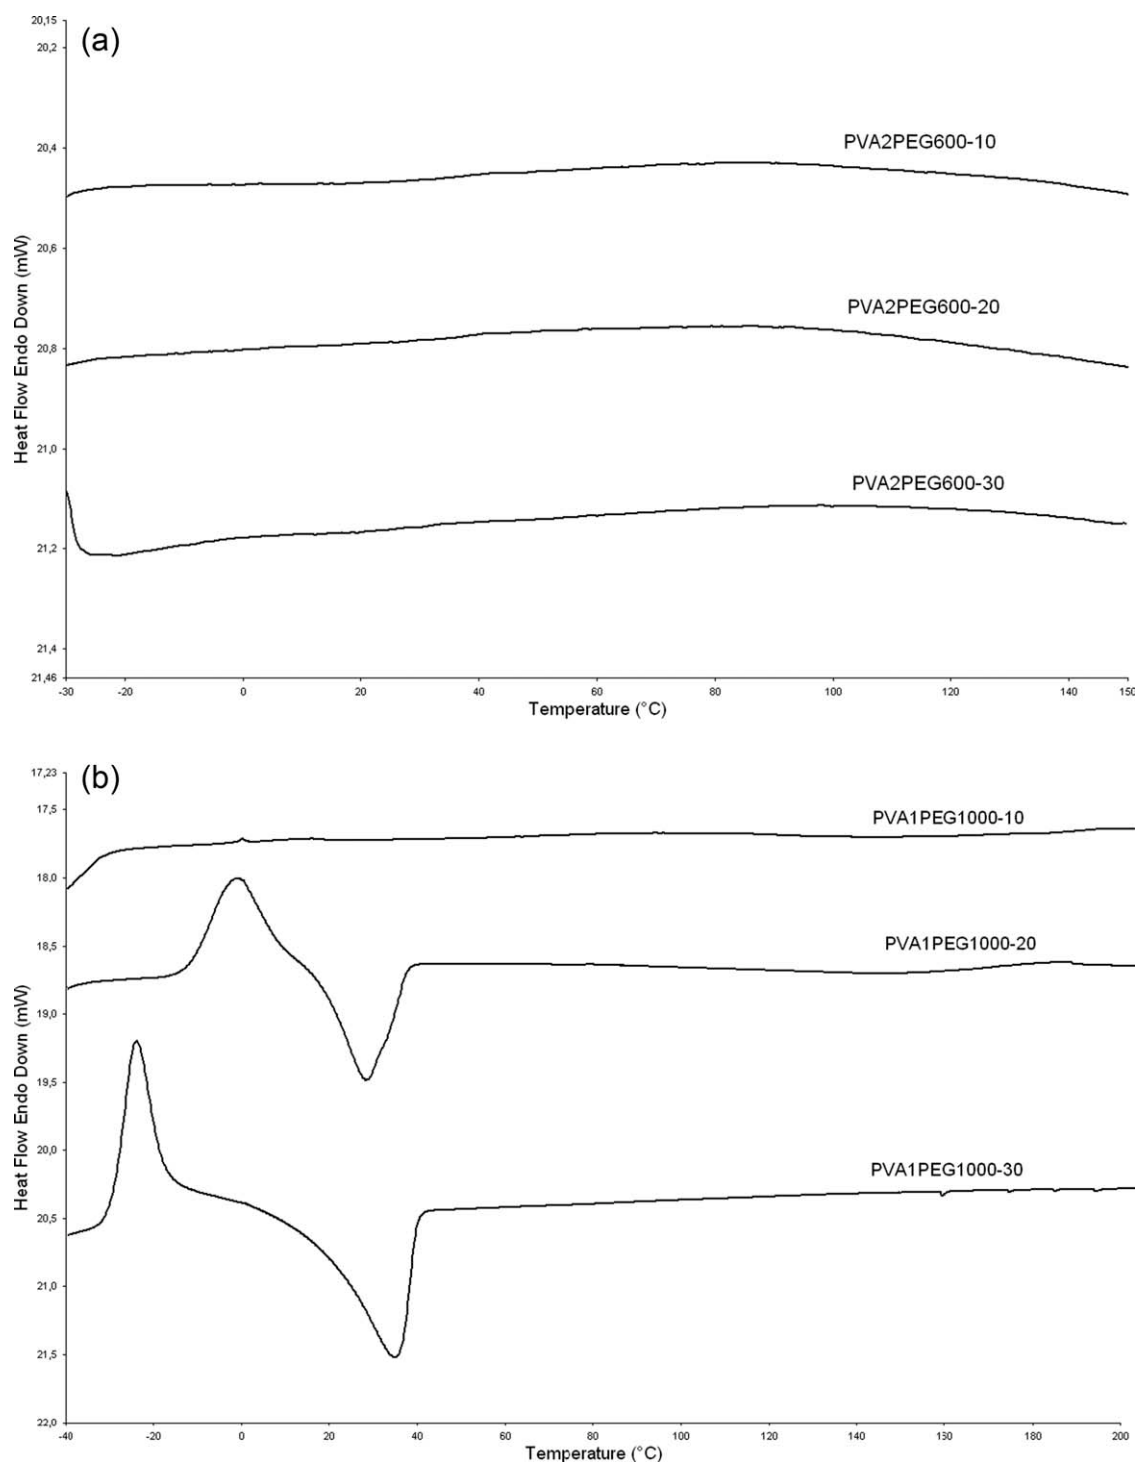 (a)
20,15
20,2
20,4
20,6
20,8
21,0
21,2
21,4
21,46
Heat Flow Endo Down (mW)
PVA2PEG600-10
PVA2PEG600-20
PVA2PEG600-30
-30 -20 0 20 40 60 80 100 120 140 150
Temperature (°C)
(b)
17,23
17,5
18,0
18,5
19,0
19,5
20,0
20,5
21,0
21,5
22,0
Heat Flow Endo Down (mW)
PVA1PEG1000-10
PVA1PEG1000-20
PVA1PEG1000-30
-40 -20 0 20 40 60 80 100 120 140 160 180 200
Temperature (°C)